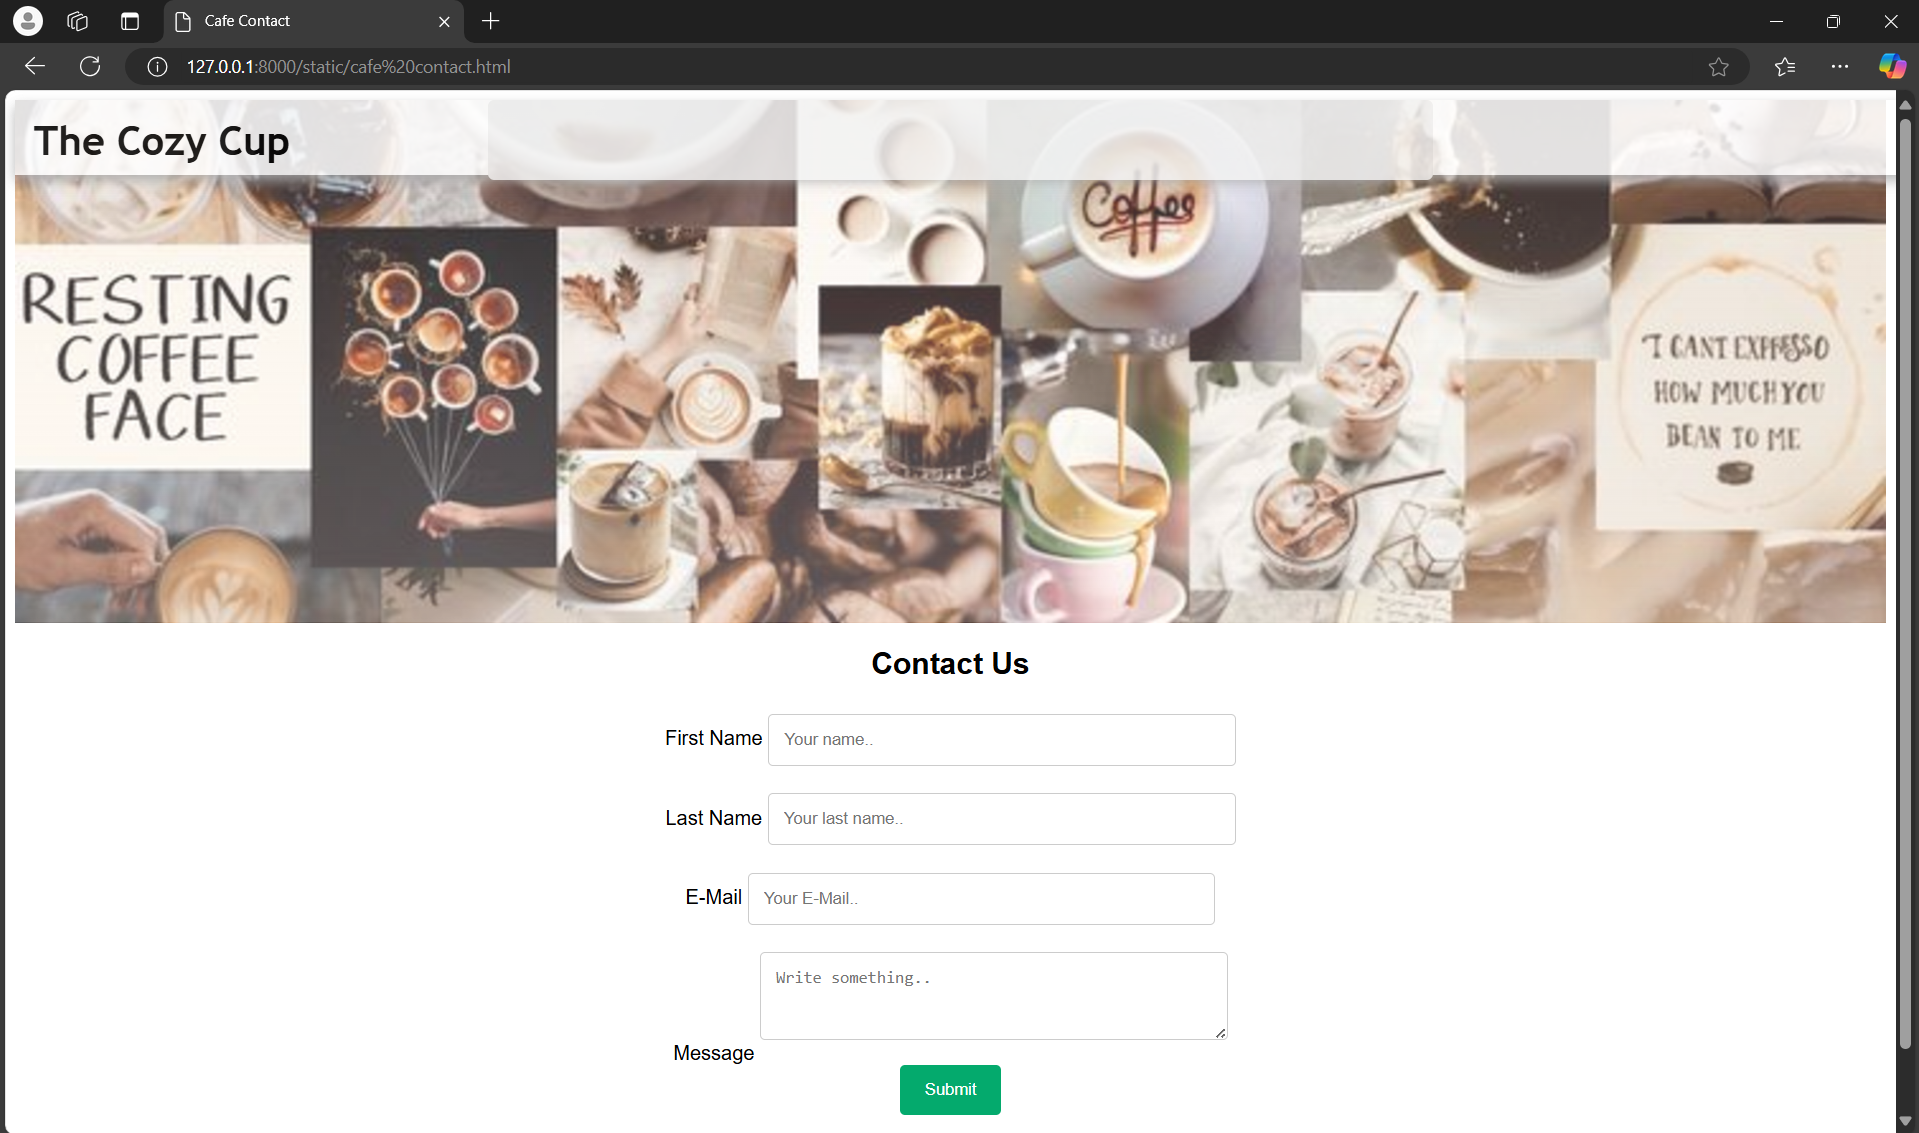 Cafe Contact
127.0.0.1:8000/static/cafe%20contact.html
The Cozy Cup
Coffee
RESTING
COFFEE
FACE
I CANT EXPRESSO
HOW MUCH YOU
BEAN TO ME
Contact Us
First Name
Your name..
Last Name
Your last name..
E-Mail
Your E-Mail..
Write something..
Message
Submit